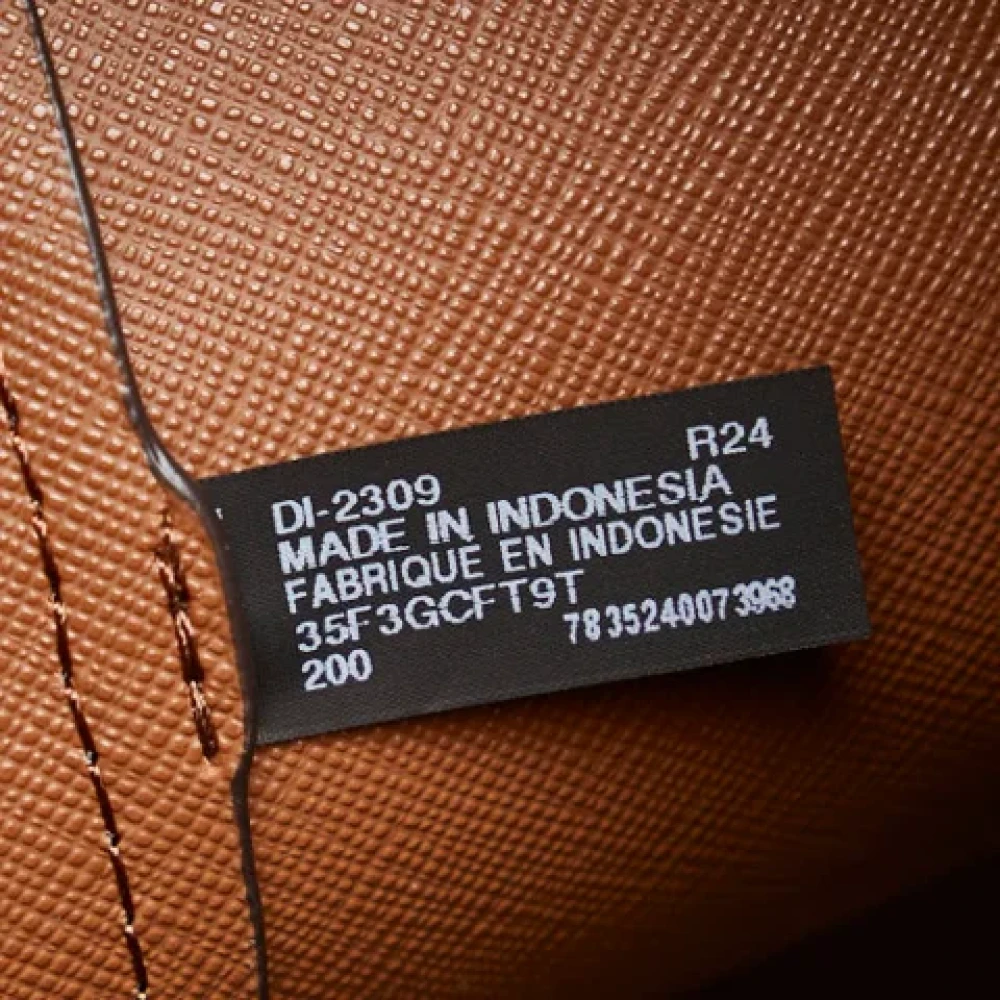 R24
DI-2309
MADE IN INDONESIA
FABRIQUE EN INDONESIE
35F3GCFT9T
7835240073968
200